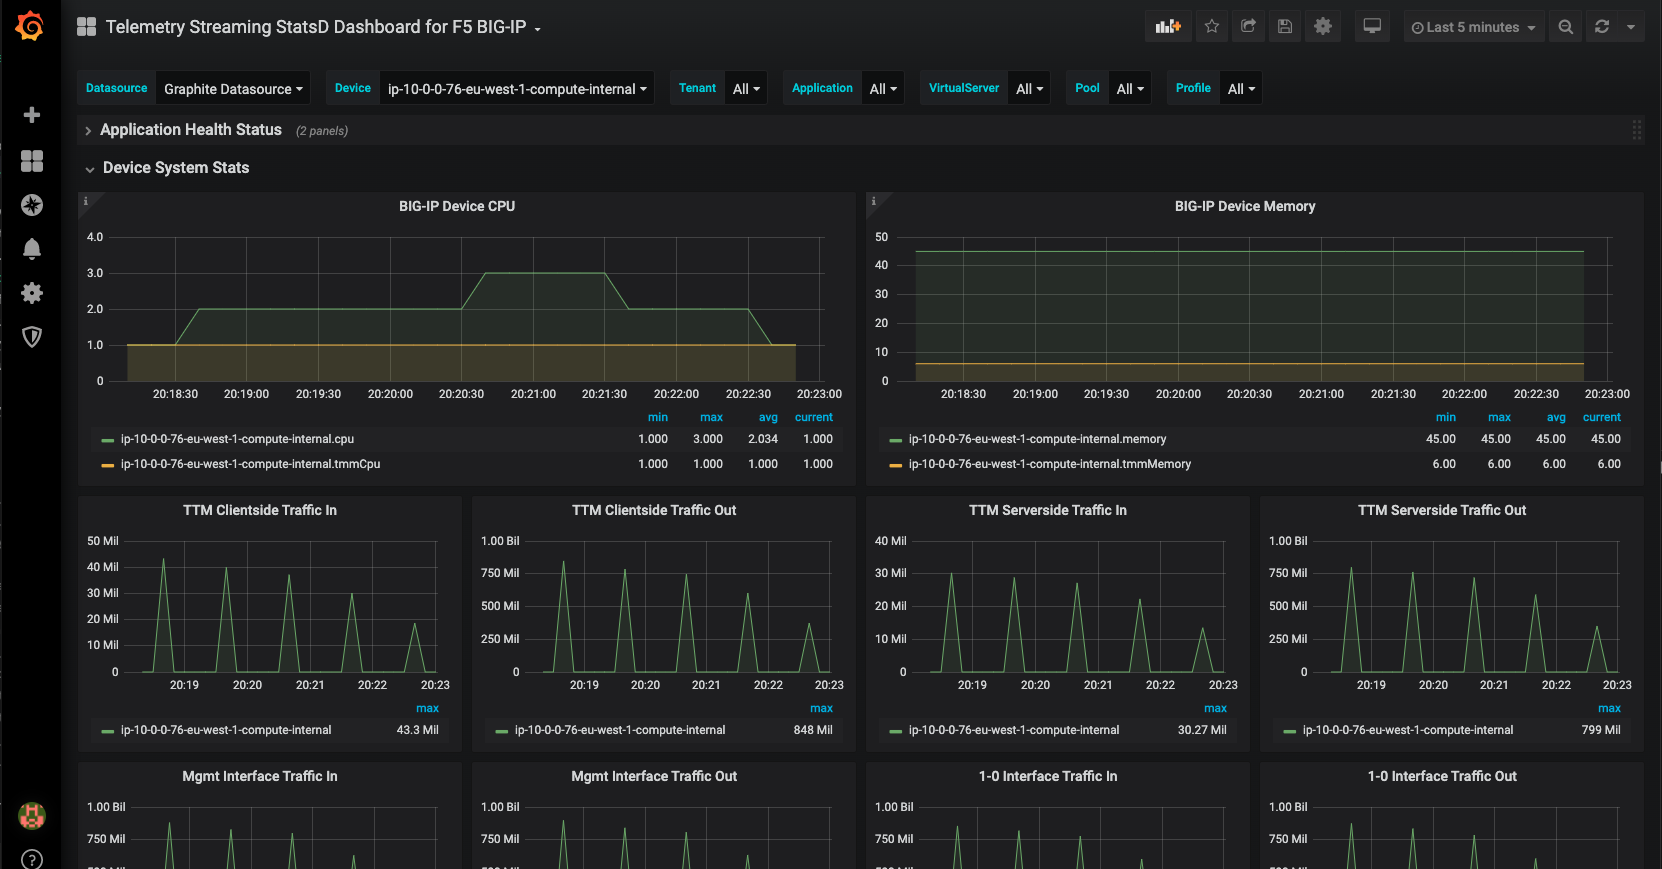 Telemetry Streaming StatsD Dashboard for F5 BIG-IP
Last 5 minutes
Datasource Graphite Datasource Device ip-10-0-0-76-eu-west-1-compute-internal Tenant All Application All VirtualServer All Pool All Profile All
Application Health Status (2 panels)
Device System Stats
BIG-IP Device CPU
4.0
3.0
2.0
1.0
0
20:18:30 20:19:00 20:19:30 20:20:00 20:20:30 20:21:00 20:21:30 20:22:00 20:22:30 20:23:00
min max avg current
ip-10-0-0-76-eu-west-1-compute-internal.cpu 1.000 3.000 2.034 1.000
ip-10-0-0-76-eu-west-1-compute-internal.tmmCpu 1.000 1.000 1.000 1.000
BIG-IP Device Memory
50
40
30
20
10
0
20:18:30 20:19:00 20:19:30 20:20:00 20:20:30 20:21:00 20:21:30 20:22:00 20:22:30 20:23:00
min max avg current
ip-10-0-0-76-eu-west-1-compute-internal.memory 45.00 45.00 45.00 45.00
ip-10-0-0-76-eu-west-1-compute-internal.tmmMemory 6.00 6.00 6.00 6.00
TTM Clientside Traffic In
50 Mil
40 Mil
30 Mil
20 Mil
10 Mil
0
20:19 20:20 20:21 20:22 20:23
max
ip-10-0-0-76-eu-west-1-compute-internal 43.3 Mil
TTM Clientside Traffic Out
1.00 Bil
750 Mil
500 Mil
250 Mil
0
20:19 20:20 20:21 20:22 20:23
max
ip-10-0-0-76-eu-west-1-compute-internal 848 Mil
TTM Serverside Traffic In
40 Mil
30 Mil
20 Mil
10 Mil
0
20:19 20:20 20:21 20:22 20:23
max
ip-10-0-0-76-eu-west-1-compute-internal 30.27 Mil
TTM Serverside Traffic Out
1.00 Bil
750 Mil
500 Mil
250 Mil
0
20:19 20:20 20:21 20:22 20:23
max
ip-10-0-0-76-eu-west-1-compute-internal 799 Mil
Mgmt Interface Traffic In
1.00 Bil
750 Mil
Mgmt Interface Traffic Out
1.00 Bil
750 Mil
1-0 Interface Traffic In
1.00 Bil
750 Mil
1-0 Interface Traffic Out
1.00 Bil
750 Mil